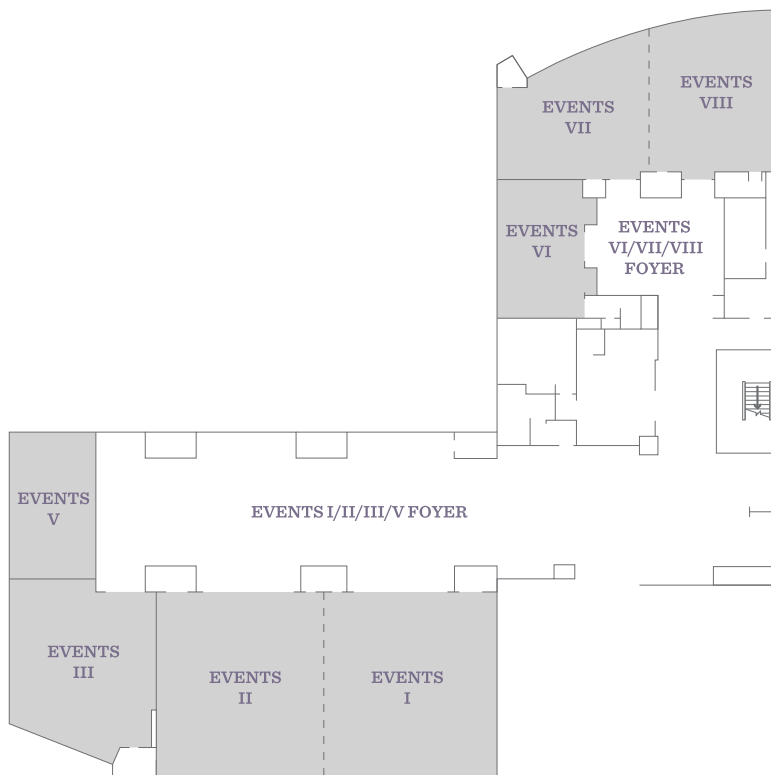 EVENTS
VIII
EVENTS
VII
EVENTS
VI
EVENTS
VI/VII/VIII
FOYER
EVENTS
V
EVENTS I/II/III/V FOYER
EVENTS
III
EVENTS
II
EVENTS
I